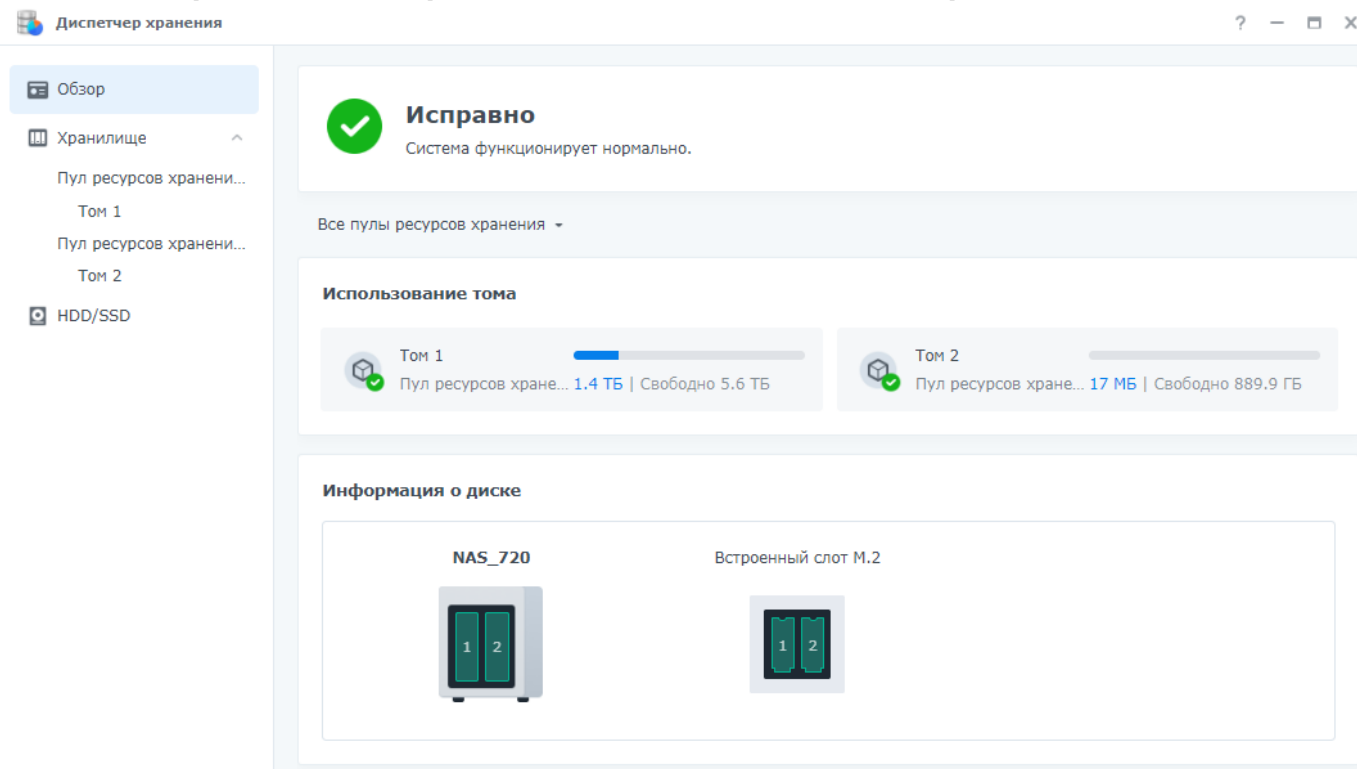 Диспетчер хранения
?
Обзор
Хранилище
Пул ресурсов хранени...
Том 1
Пул ресурсов хранени...
Том 2
HDD/SSD
Исправно
Система функционирует нормально.
Все пулы ресурсов хранения
Использование тома
Том 1
Пул ресурсов хране... 1.4 ТБ | Свободно 5.6 ТБ
Том 2
Пул ресурсов хране... 17 МБ | Свободно 889.9 ГБ
Информация о диске
NAS_720
1 2
Встроенный слот M.2
1 2